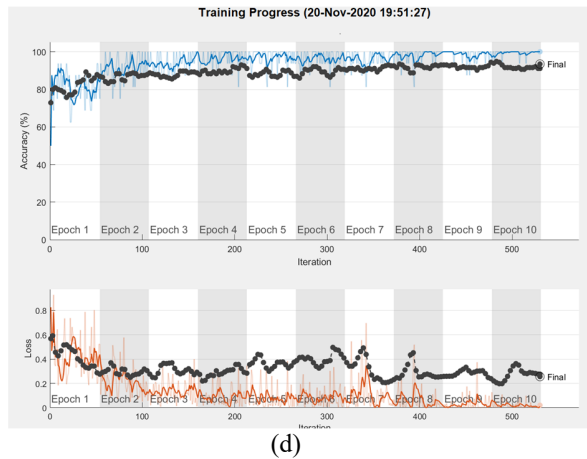 Training Progress (20-Nov-2020 19:51:27)
100
80
60
40
20
0
Accuracy (%)
Final
Epoch 1 Epoch 2 Epoch 3 Epoch 4 Epoch 5 Epoch 6 Epoch 7 Epoch 8 Epoch 9 Epoch 10
0 100 200 300 400 500
Iteration
0.8
0.6
0.4
0.2
0
Loss
Final
Epoch 1 Epoch 2 Epoch 3 Epoch 4 Epoch 5 Epoch 6 Epoch 7 Epoch 8 Epoch 9 Epoch 10
0 100 200 300 400 500
Iteration
(d)